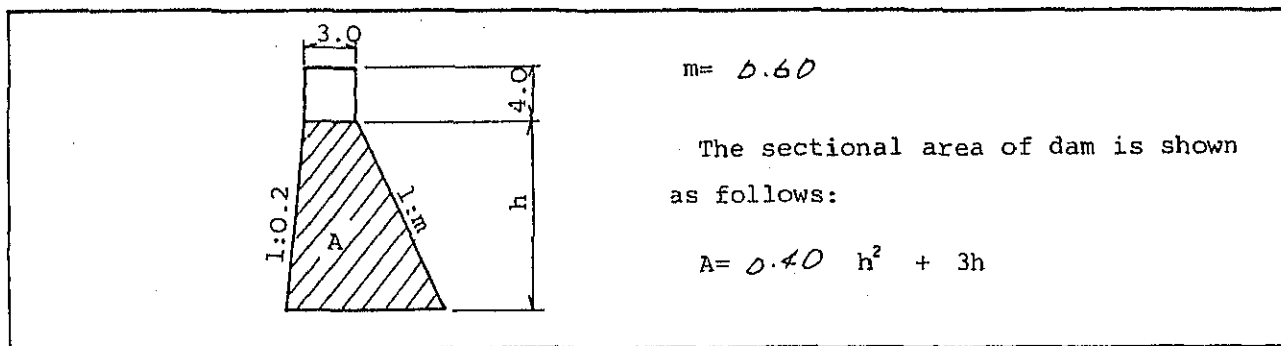 3.0
4.0
1:0.2
A
1:m
h
m= 0.60
The sectional area of dam is shown
as follows:
A= 0.40 h² + 3h